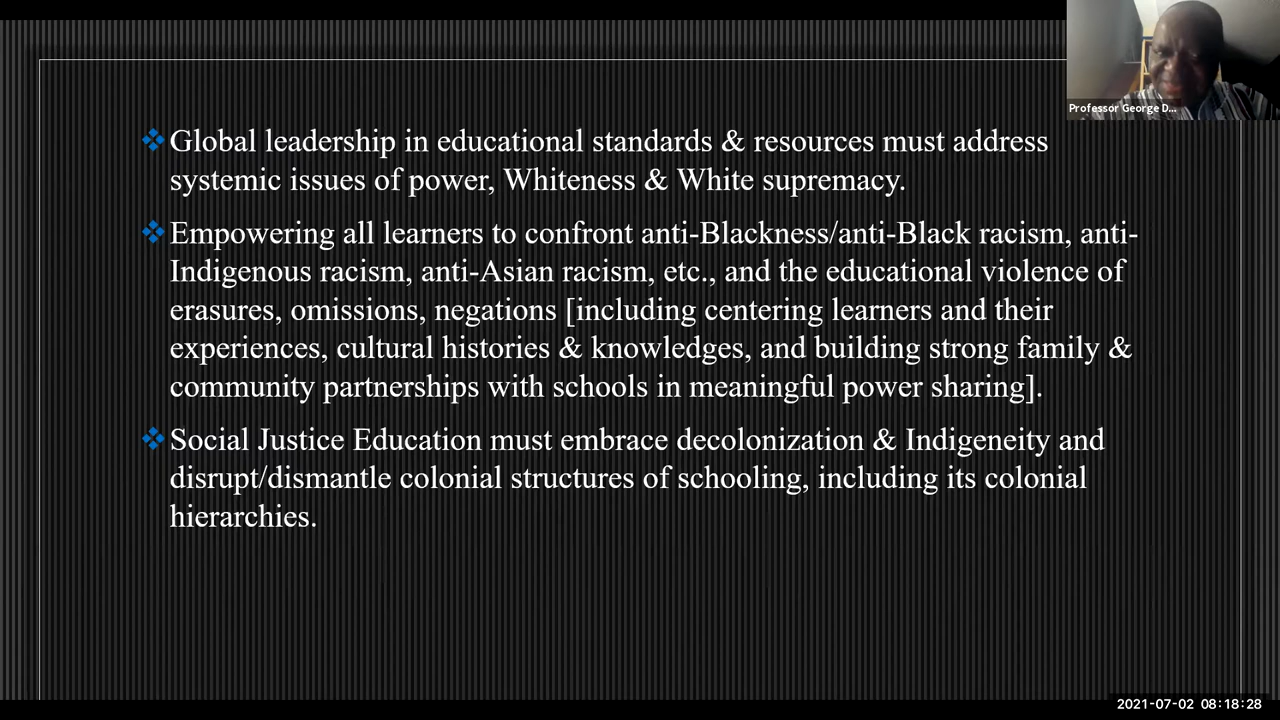 Professor George D...
❖ Global leadership in educational standards & resources must address
systemic issues of power, Whiteness & White supremacy.
❖ Empowering all learners to confront anti-Blackness/anti-Black racism, anti-
Indigenous racism, anti-Asian racism, etc., and the educational violence of
erasures, omissions, negations [including centering learners and their
experiences, cultural histories & knowledges, and building strong family &
community partnerships with schools in meaningful power sharing].
❖ Social Justice Education must embrace decolonization & Indigeneity and
disrupt/dismantle colonial structures of schooling, including its colonial
hierarchies.
2021-07-02 08:18:28